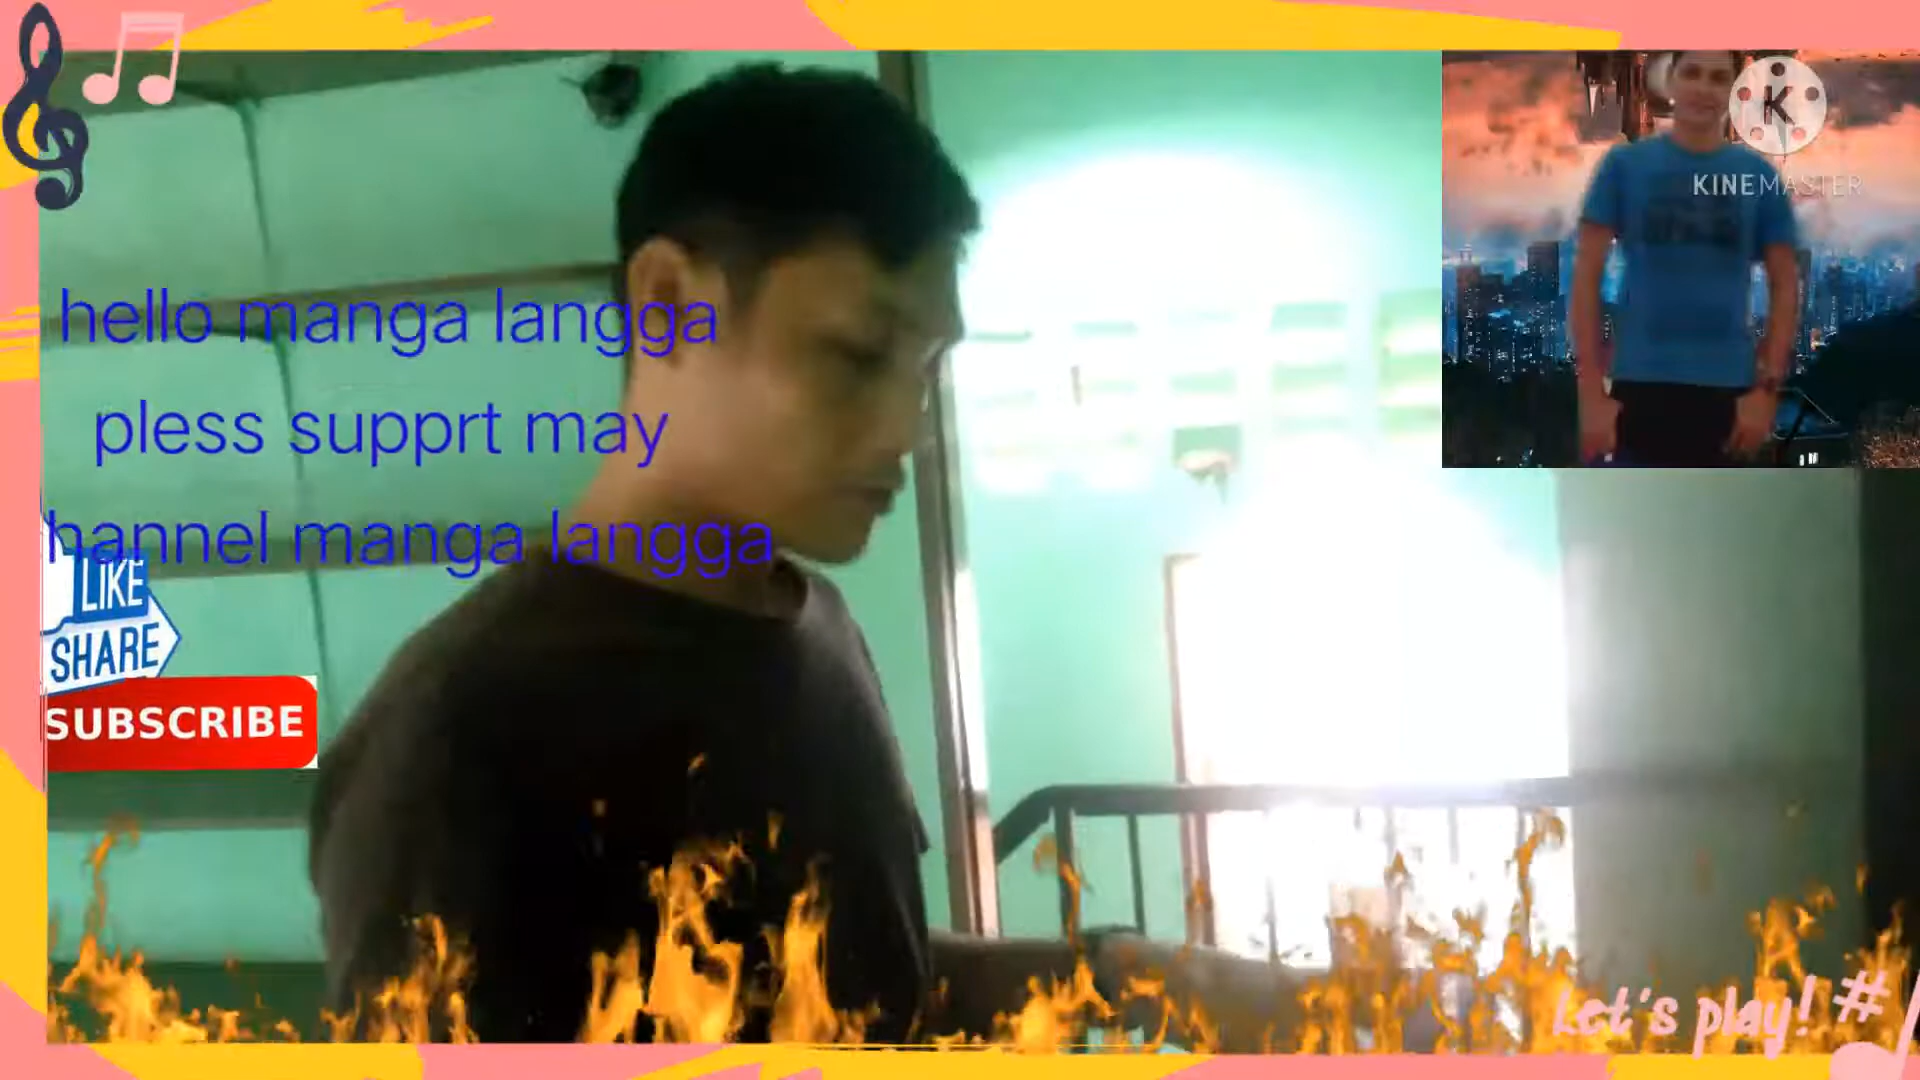 K
KINEMASTER
hello manga langga
pless supprt may
hannel manga langga
LIKE
SHARE
SUBSCRIBE
Let's play! #